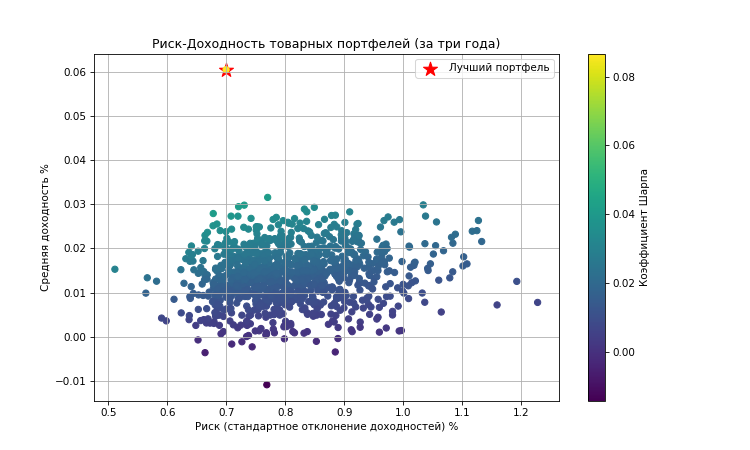 Риск-Доходность товарных портфелей (за три года)
Лучший портфель
Средняя доходность %
0.06
0.05
0.04
0.03
0.02
0.01
0.00
−0.01
0.5 0.6 0.7 0.8 0.9 1.0 1.1 1.2
Риск (стандартное отклонение доходностей) %
0.08
0.06
0.04
0.02
0.00
Коэффициент Шарпа